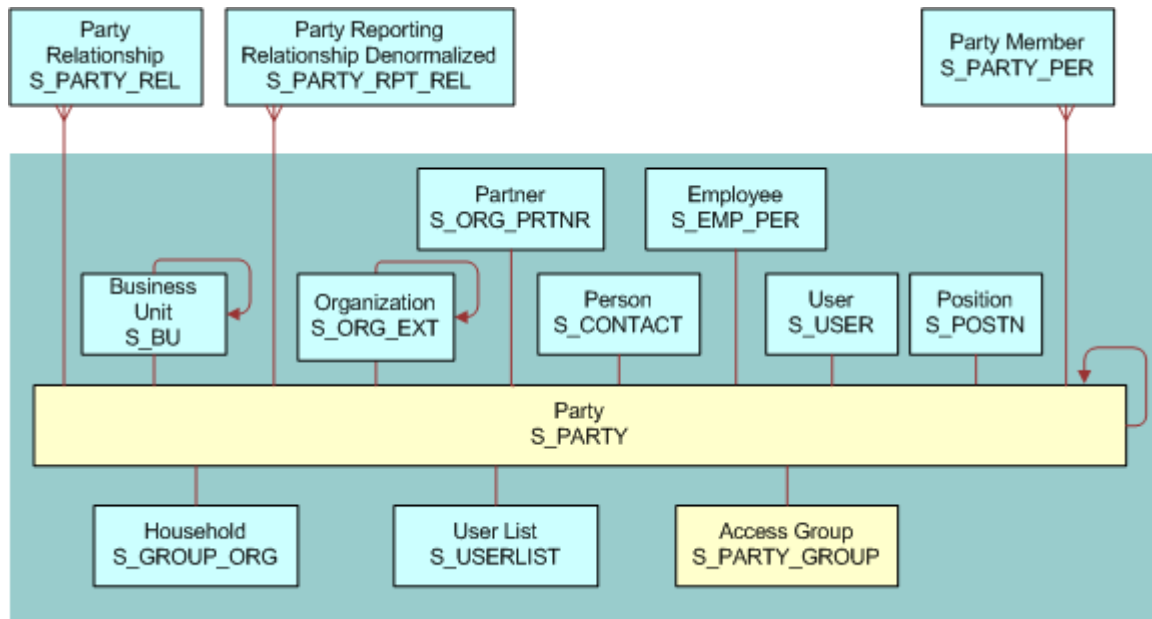 Party
Relationship
S_PARTY_REL
Party Reporting
Relationship Denormalized
S_PARTY_RPT_REL
Party Member
S_PARTY_PER
Partner
S_ORG_PRTNR
Employee
S_EMP_PER
Business
Unit
S_BU
Organization
S_ORG_EXT
Person
S_CONTACT
User
S_USER
Position
S_POSTN
Party
S_PARTY
Household
S_GROUP_ORG
User List
S_USERLIST
Access Group
S_PARTY_GROUP